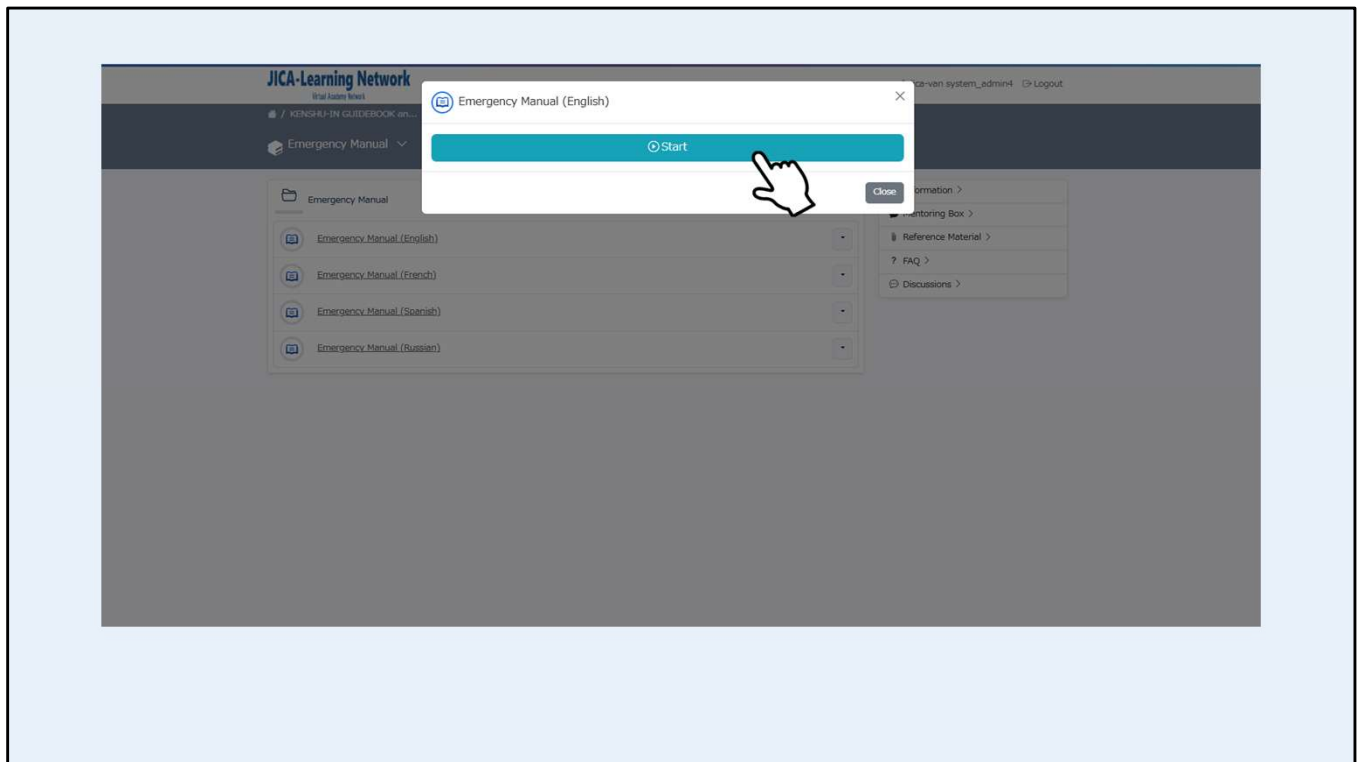 JICA-Learning Network
Virtual Academy Network
ca-van system_admin4 Logout
/ KENSHU-IN GUIDEBOOK an...
Emergency Manual
Emergency Manual (English)
Start
Close
Emergency Manual
Emergency Manual (English)
Emergency Manual (French)
Emergency Manual (Spanish)
Emergency Manual (Russian)
ormation >
entoring Box >
Reference Material >
? FAQ >
Discussions >